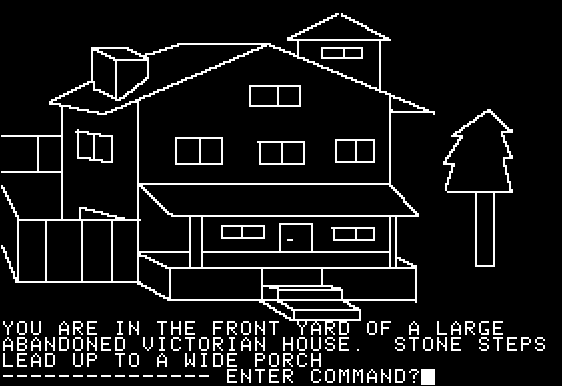 YOU ARE IN THE FRONT YARD OF A LARGE
ABANDONED VICTORIAN HOUSE.  STONE STEPS
LEAD UP TO A WIDE PORCH
---------------- ENTER COMMAND?